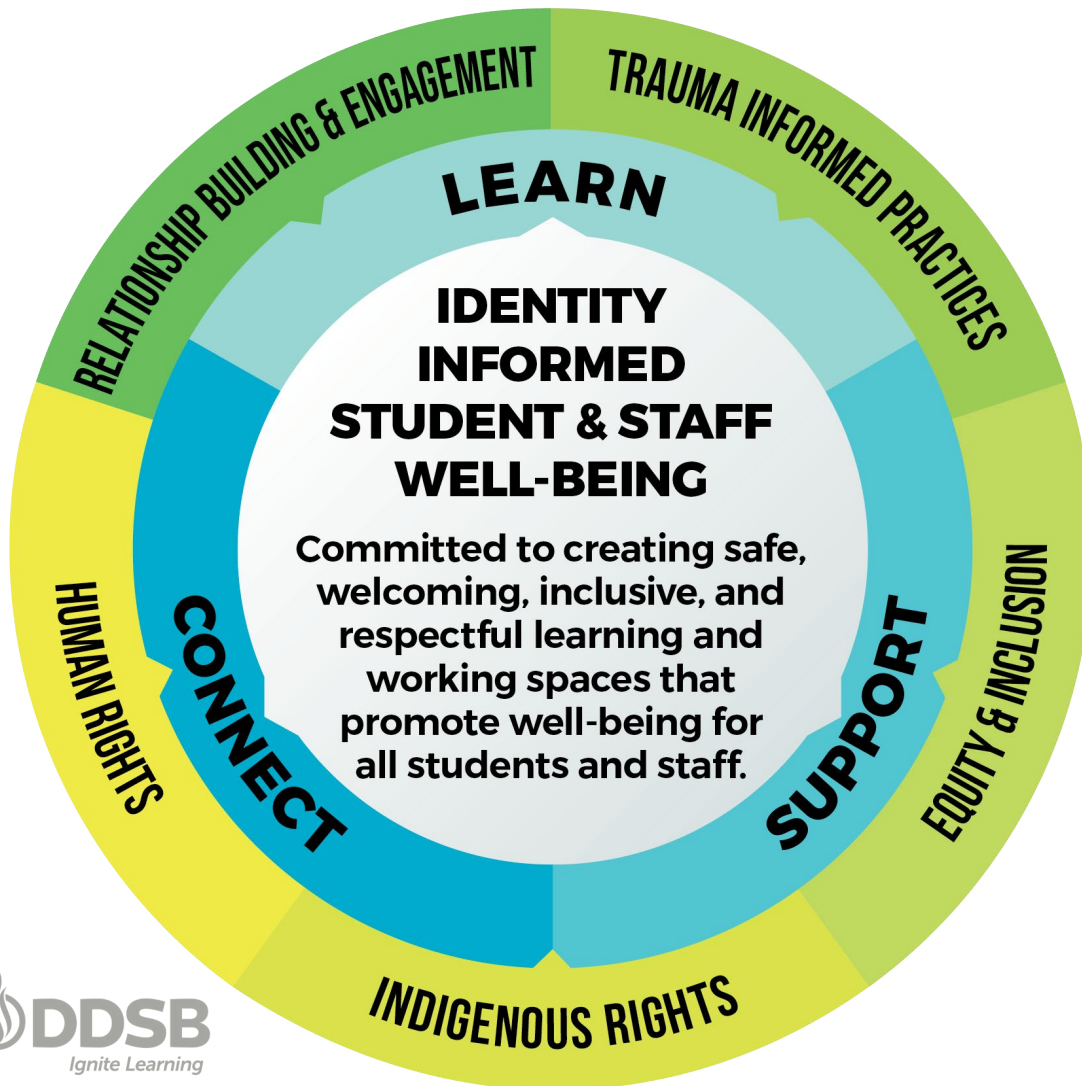 RELATIONSHIP BUILDING & ENGAGEMENT
TRAUMA INFORMED PRACTICES
LEARN
IDENTITY
INFORMED
STUDENT & STAFF
WELL-BEING
Committed to creating safe,
welcoming, inclusive, and
respectful learning and
working spaces that
promote well-being for
all students and staff.
HUMAN RIGHTS
CONNECT
SUPPORT
EQUITY & INCLUSION
INDIGENOUS RIGHTS
DDSB
Ignite Learning